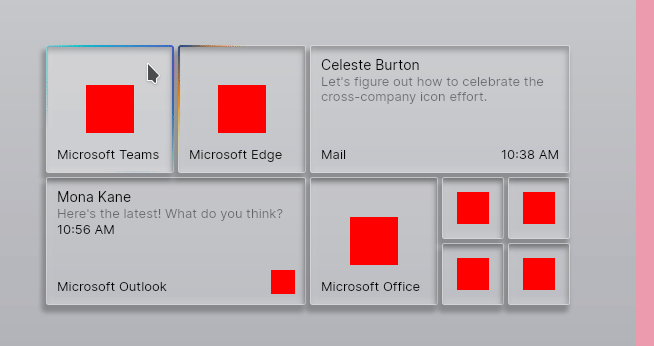 Microsoft Teams
Microsoft Edge
Celeste Burton
Let's figure out how to celebrate the
cross-company icon effort.
Mail
10:38 AM
Mona Kane
Here's the latest! What do you think?
10:56 AM
Microsoft Outlook
Microsoft Office